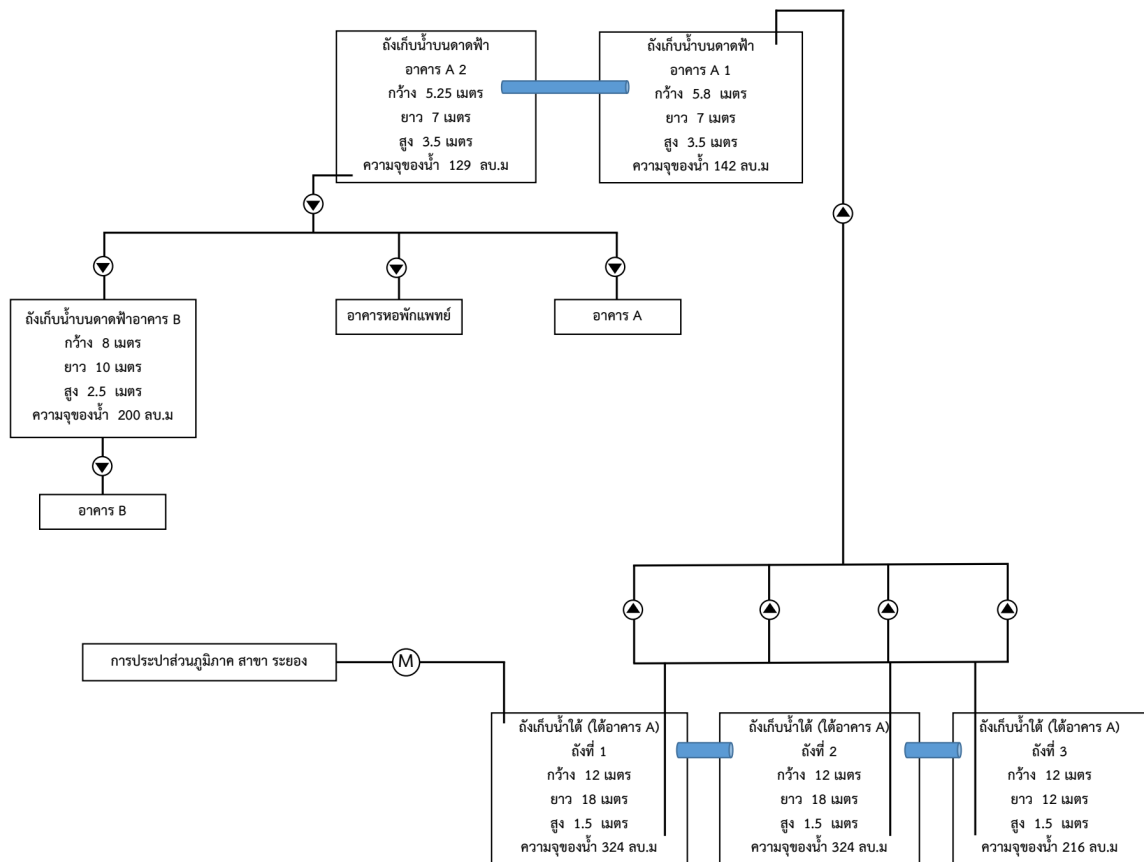 ถังเก็บน้ำบนดาดฟ้า
อาคาร A 2
กว้าง 5.25 เมตร
ยาว 7 เมตร
สูง 3.5 เมตร
ความจุของน้ำ 129 ลบ.ม
ถังเก็บน้ำบนดาดฟ้า
อาคาร A 1
กว้าง 5.8 เมตร
ยาว 7 เมตร
สูง 3.5 เมตร
ความจุของน้ำ 142 ลบ.ม
ถังเก็บน้ำบนดาดฟ้าอาคาร B
กว้าง 8 เมตร
ยาว 10 เมตร
สูง 2.5 เมตร
ความจุของน้ำ 200 ลบ.ม
อาคารหอพักแพทย์
อาคาร A
อาคาร B
การประปาส่วนภูมิภาค สาขา ระยอง
M
ถังเก็บน้ำใต้ (ใต้อาคาร A)
ถังที่ 1
กว้าง 12 เมตร
ยาว 18 เมตร
สูง 1.5 เมตร
ความจุของน้ำ 324 ลบ.ม
ถังเก็บน้ำใต้ (ใต้อาคาร A)
ถังที่ 2
กว้าง 12 เมตร
ยาว 18 เมตร
สูง 1.5 เมตร
ความจุของน้ำ 324 ลบ.ม
ถังเก็บน้ำใต้ (ใต้อาคาร A)
ถังที่ 3
กว้าง 12 เมตร
ยาว 12 เมตร
สูง 1.5 เมตร
ความจุของน้ำ 216 ลบ.ม